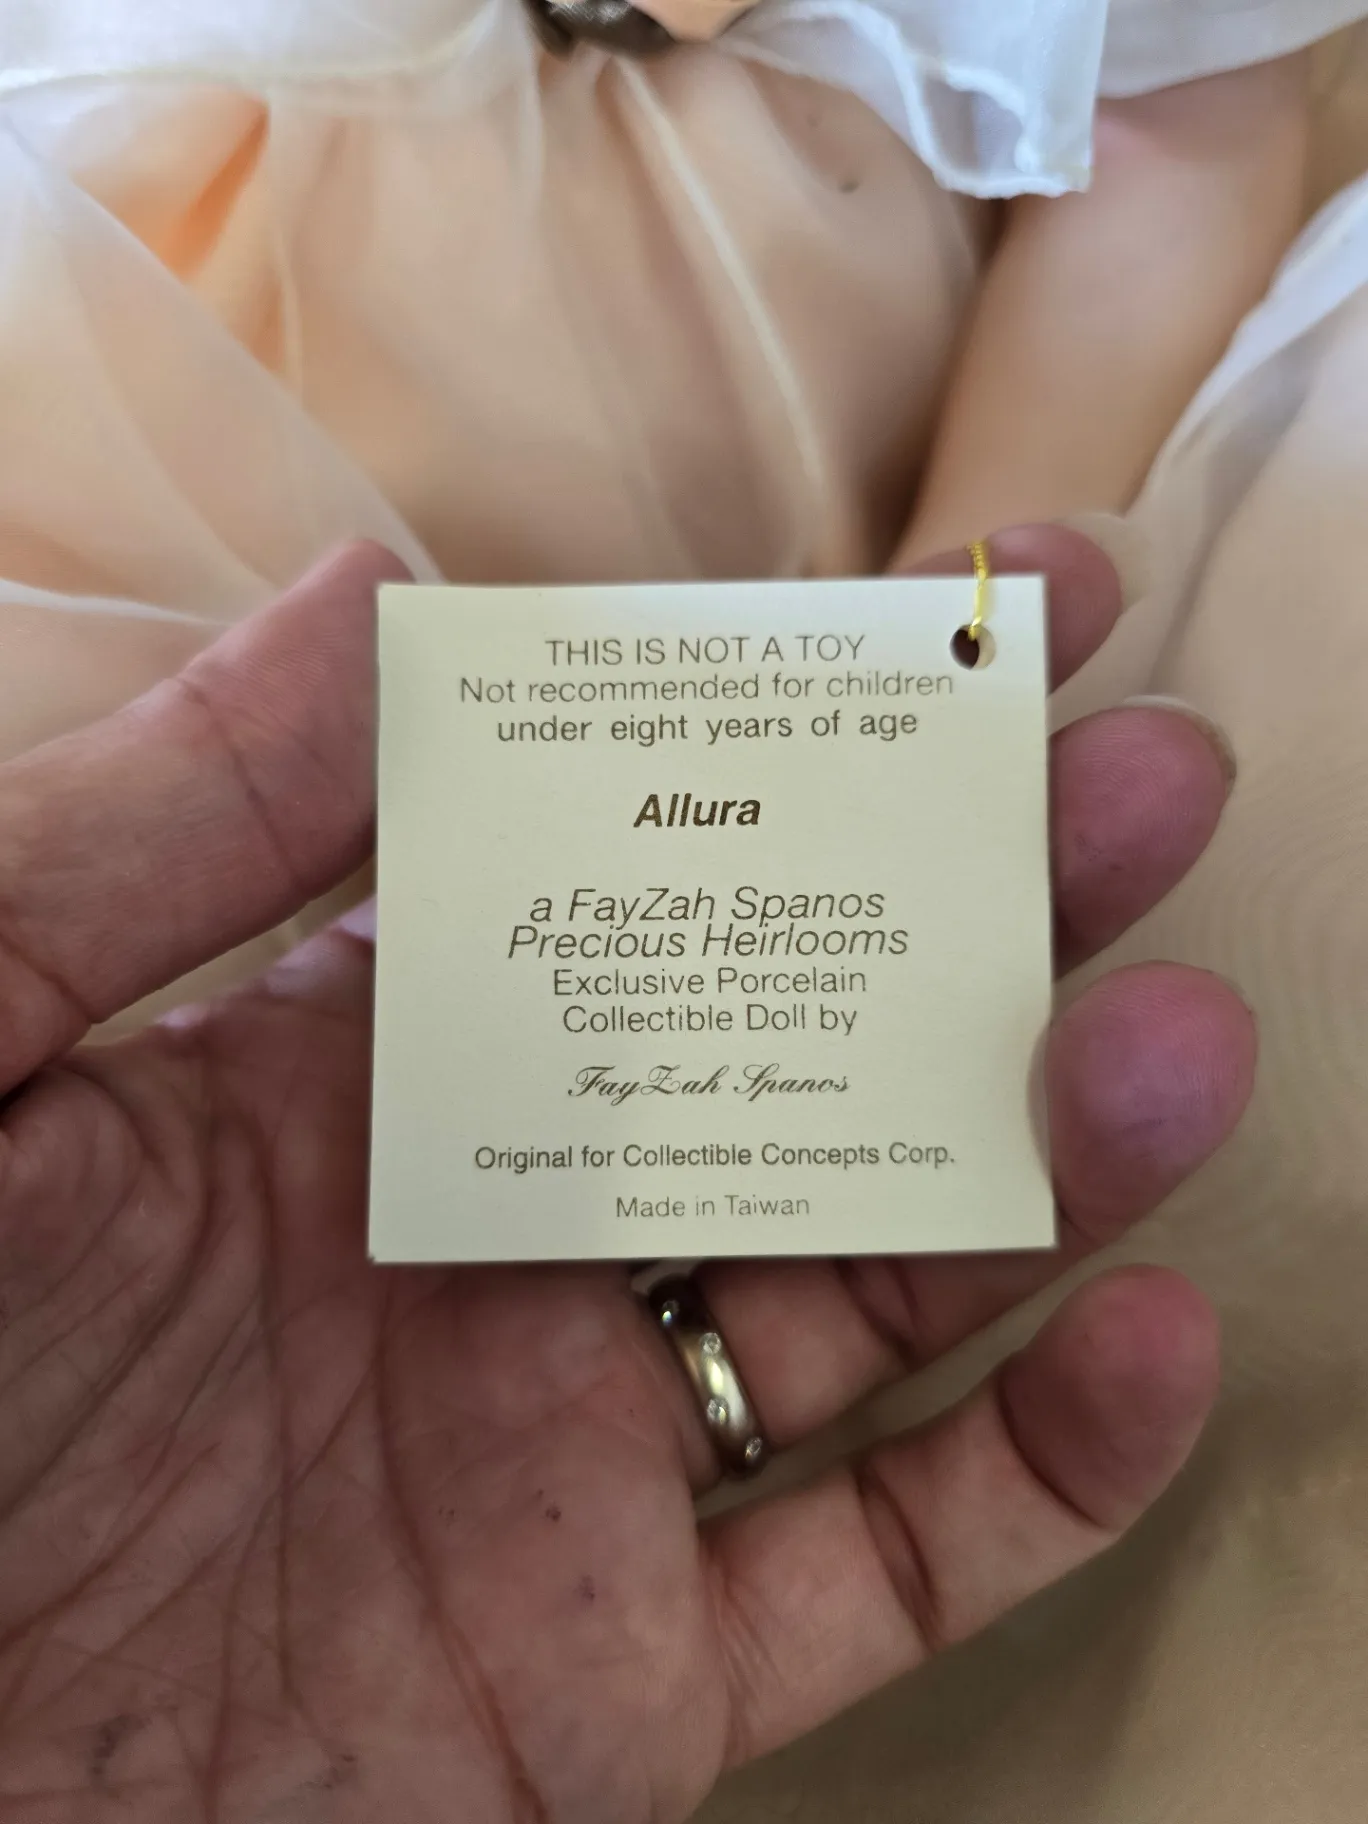 THIS IS NOT A TOY
Not recommended for children
under eight years of age
Allura
a FayZah Spanos
Precious Heirlooms
Exclusive Porcelain
Collectible Doll by
FayZah Spanos
Original for Collectible Concepts Corp.
Made in Taiwan